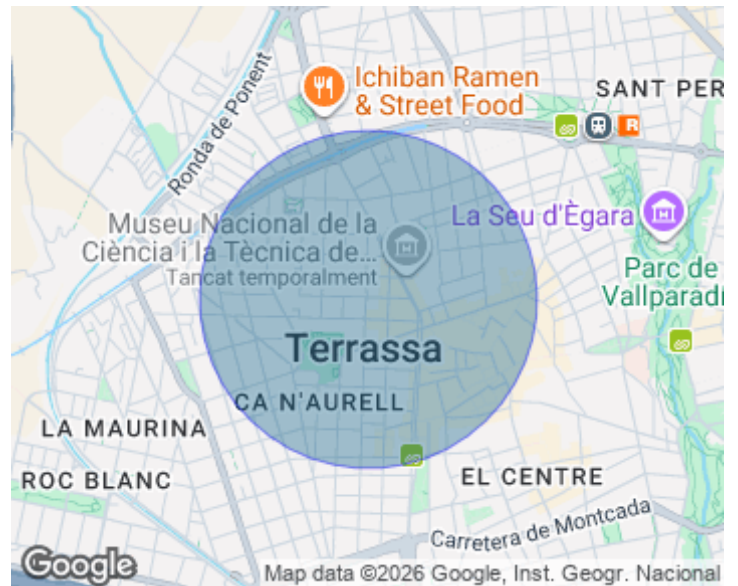 Ichiban Ramen
& Street Food
SANT PER
R
Ronda de Ponent
Museu Nacional de la
Ciència i la Tècnica de...
Tancat temporalment
La Seu d'Ègara
Parc de
Vallparadí
Terrassa
CA N'AURELL
LA MAURINA
ROC BLANC
EL CENTRE
Carretera de Montcada
Google
Map data ©2026 Google, Inst. Geogr. Nacional